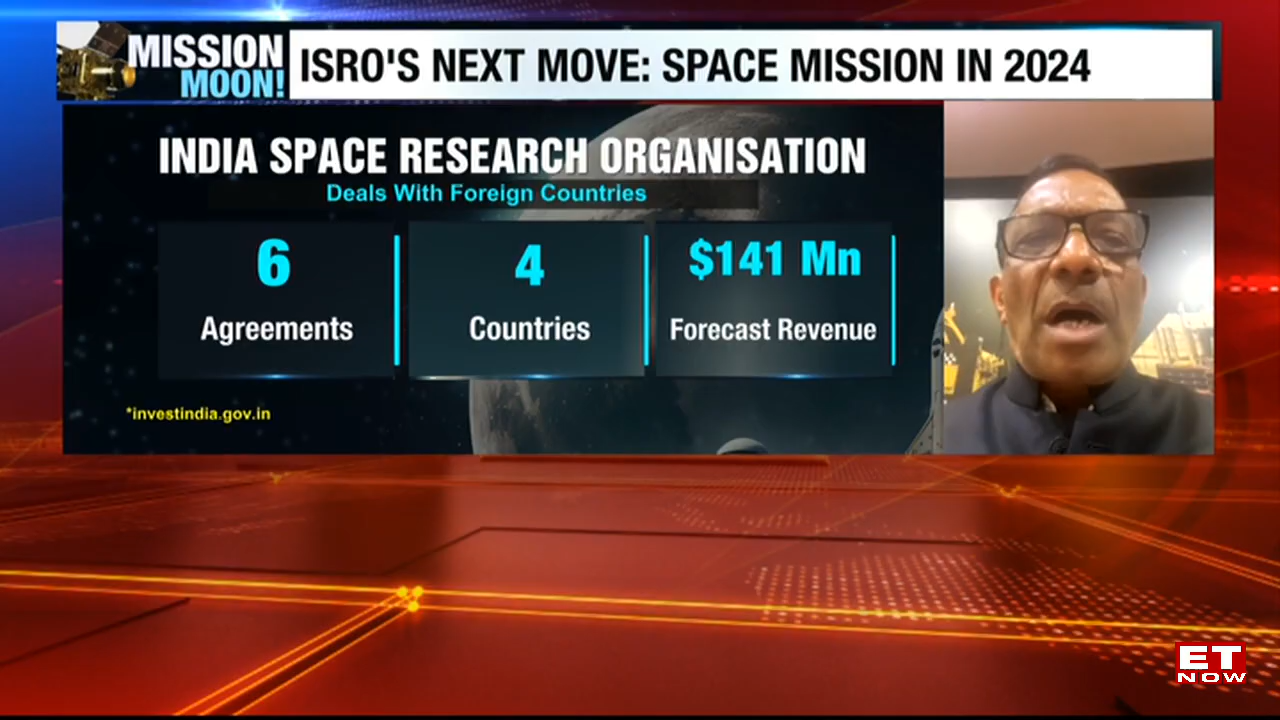 MISSION
MOON!
ISRO'S NEXT MOVE: SPACE MISSION IN 2024
INDIA SPACE RESEARCH ORGANISATION
Deals With Foreign Countries
6
Agreements
4
Countries
$141 Mn
Forecast Revenue
*investindia.gov.in
ET
NOW